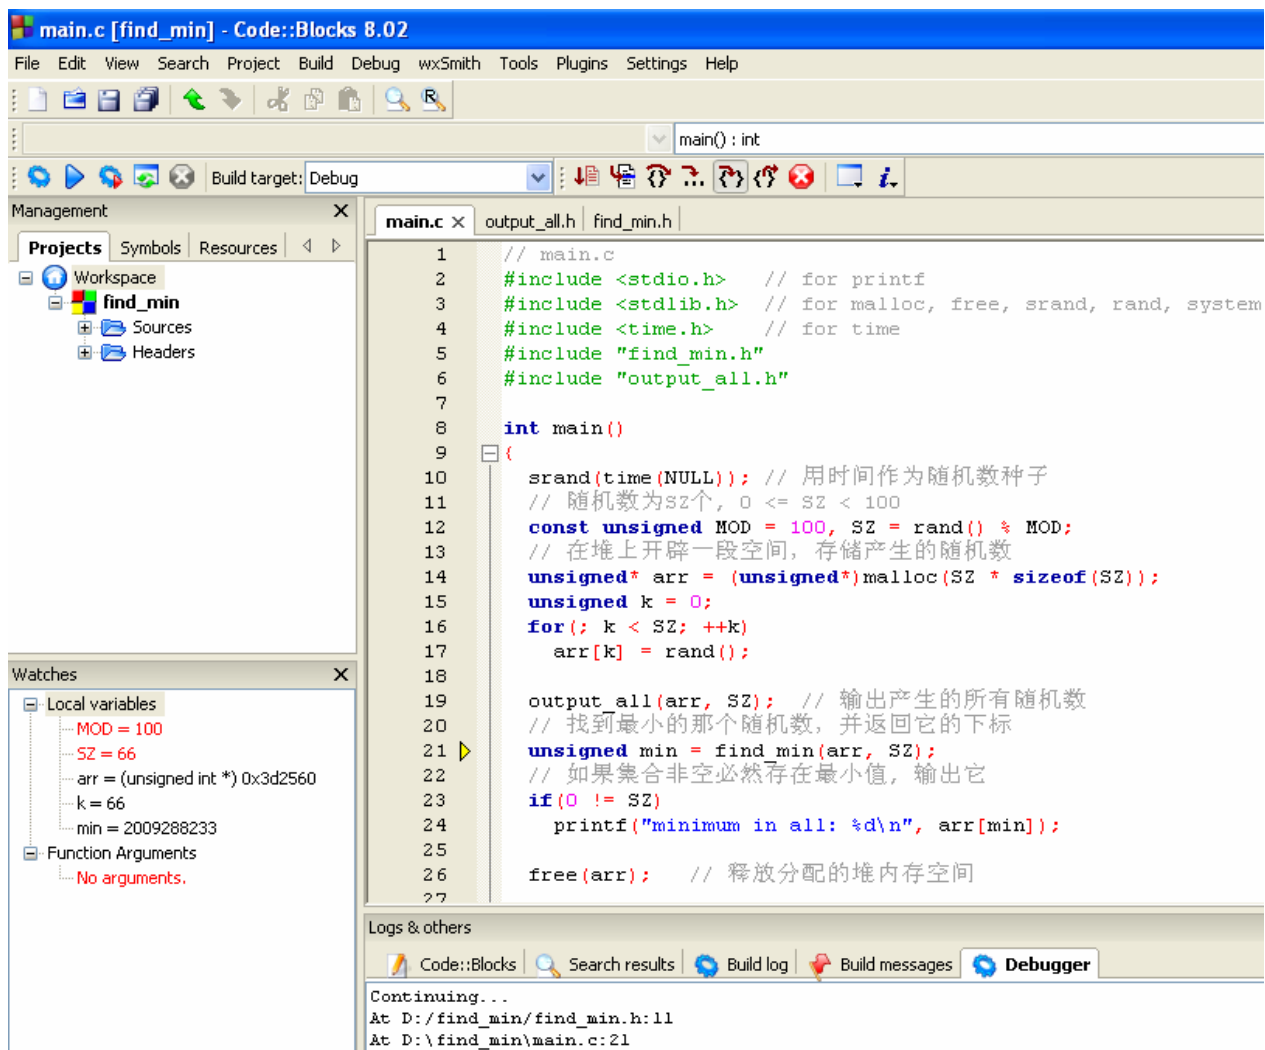 main.c [find_min] - Code::Blocks 8.02
File Edit View Search Project Build Debug wxSmith Tools Plugins Settings Help
main() : int
Build target: Debug
Management
Projects Symbols Resources
Workspace
find_min
Sources
Headers
Watches
Local variables
MOD = 100
SZ = 66
arr = (unsigned int *) 0x3d2560
k = 66
min = 2009288233
Function Arguments
No arguments.
main.c output_all.h find_min.h
1 // main.c
2 #include <stdio.h> // for printf
3 #include <stdlib.h> // for malloc, free, srand, rand, system
4 #include <time.h> // for time
5 #include "find_min.h"
6 #include "output_all.h"
7
8 int main()
9 {
10 srand(time(NULL)); // 用时间作为随机数种子
11 // 随机数为SZ个, 0 <= SZ < 100
12 const unsigned MOD = 100, SZ = rand() % MOD;
13 // 在堆上开辟一段空间, 存储产生的随机数
14 unsigned* arr = (unsigned*)malloc(SZ * sizeof(SZ));
15 unsigned k = 0;
16 for(; k < SZ; ++k)
17 arr[k] = rand();
18
19 output_all(arr, SZ); // 输出产生的所有随机数
20 // 找到最小的那个随机数, 并返回它的下标
21 unsigned min = find_min(arr, SZ);
22 // 如果集合非空必然存在最小值, 输出它
23 if(0 != SZ)
24 printf("minimum in all: %d\n", arr[min]);
25
26 free(arr); // 释放分配的堆内存空间
27
Logs & others
Code::Blocks Search results Build log Build messages Debugger
Continuing...
At D:/find_min/find_min.h:11
At D:\find_min\main.c:21